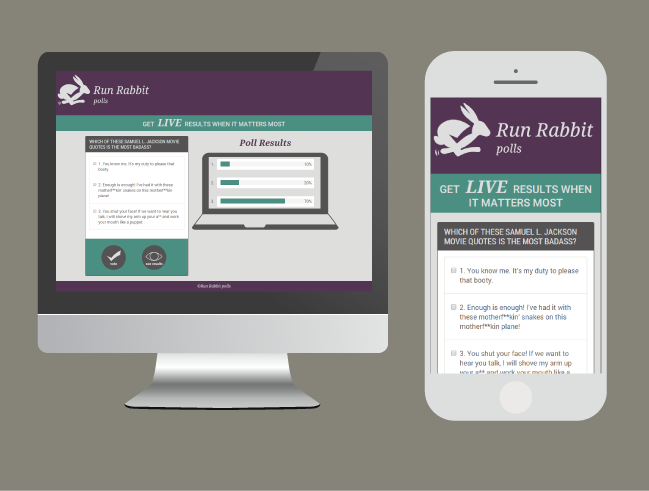 Run Rabbit
polls
GET LIVE RESULTS WHEN IT MATTERS MOST
WHICH OF THESE SAMUEL L. JACKSON MOVIE
QUOTES IS THE MOST BADASS?
1. You know me. It's my duty to please that
booty.
2. Enough is enough! I've had it with these
motherf**kin' snakes on this motherf**kin
plane!
3. You shut your face! If we want to hear you
talk, I will shove my arm up your a** and work
your mouth like a puppet.
vote
see results
Poll Results
1. 10%
2. 20%
3. 70%
©Run Rabbit polls
Run Rabbit
polls
GET LIVE RESULTS WHEN
IT MATTERS MOST
WHICH OF THESE SAMUEL L. JACKSON
MOVIE QUOTES IS THE MOST BADASS?
1. You know me. It's my duty to please
that booty.
2. Enough is enough! I've had it with
these motherf**kin' snakes on this
motherf**kin plane!
3. You shut your face! If we want to
hear you talk, I will shove my arm up
your a** and work your mouth like a